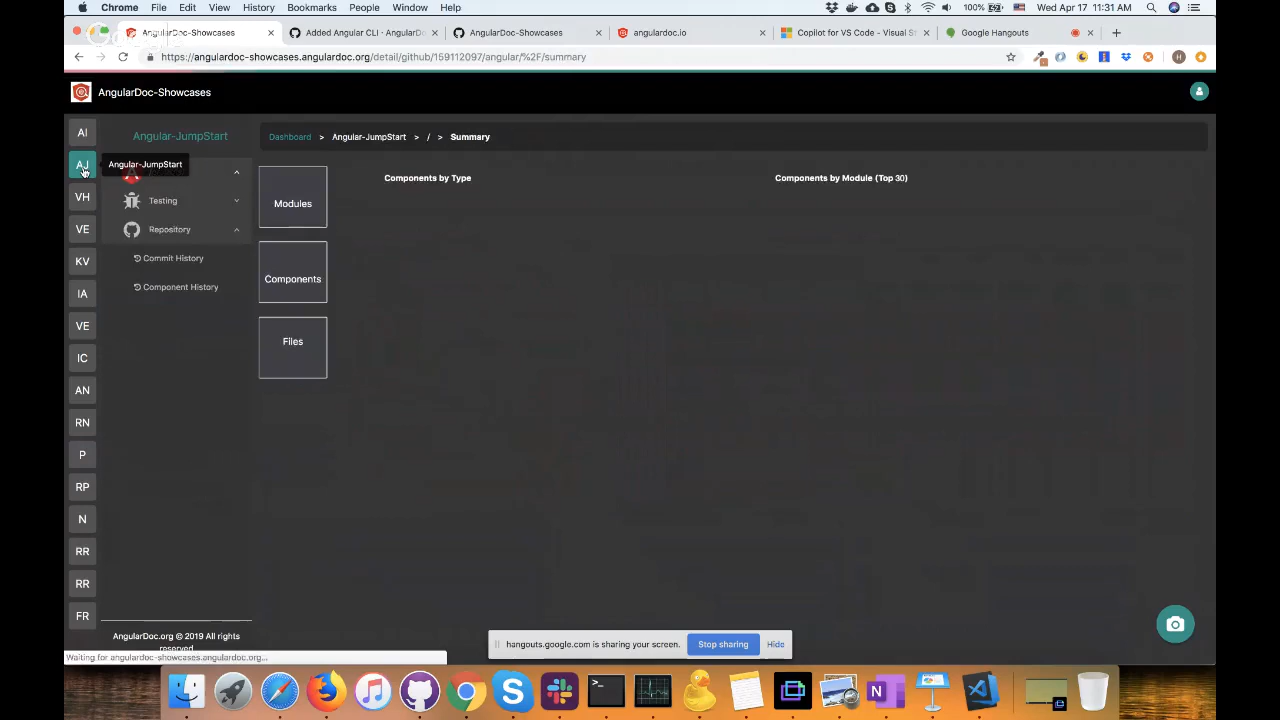 Chrome File Edit View History Bookmarks People Window Help
100% Wed Apr 17 11:31 AM
AngularDoc-Showcases
Added Angular CLI · AngularDo
AngularDoc-Showcases
angulardoc.io
Copilot for VS Code - Visual St
Google Hangouts
https://angulardoc-showcases.angulardoc.org/detail/github/159112097/angular/%2F/summary
H
AngularDoc-Showcases
AI
AJ
VH
VE
KV
IA
VE
IC
AN
RN
P
RP
N
RR
RR
FR
Angular-JumpStart
Angular-JumpStart
Testing
Repository
Commit History
Component History
AngularDoc.org © 2019 All rights
reserved
Dashboard > Angular-JumpStart > / > Summary
Modules
Components
Files
Components by Type
Components by Module (Top 30)
hangouts.google.com is sharing your screen. Stop sharing Hide
Waiting for angulardoc-showcases.angulardoc.org...